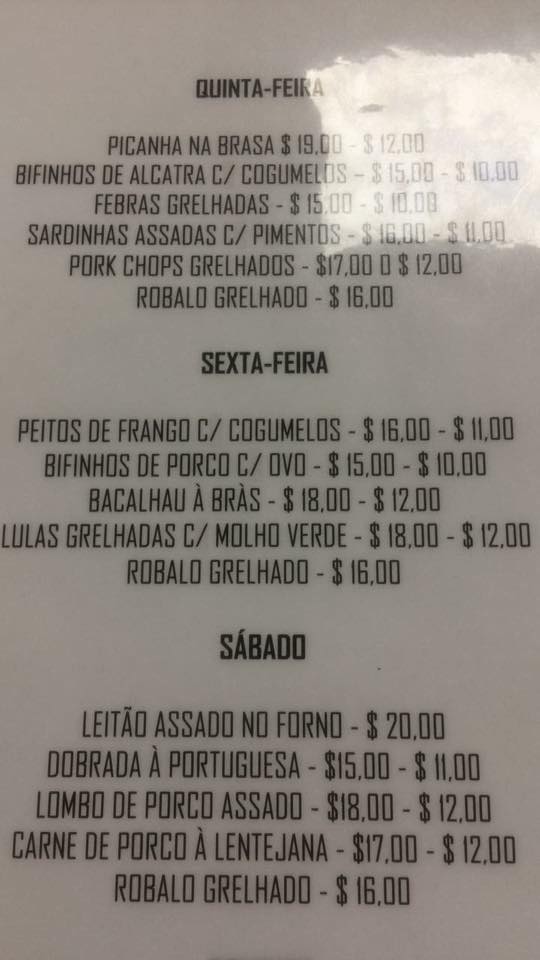 QUINTA-FEIRA
PICANHA NA BRASA $ 19,00 - $ 12,00
BIFINHOS DE ALCATRA C/ COGUMELOS - $ 15,00 - $ 10,00
FEBRAS GRELHADAS - $ 15,00 - $ 10,00
SARDINHAS ASSADAS C/ PIMENTOS - $ 16,00 - $ 11,00
PORK CHOPS GRELHADOS - $17,00 O $ 12,00
ROBALO GRELHADO - $ 16,00
SEXTA-FEIRA
PEITOS DE FRANGO C/ COGUMELOS - $ 16,00 - $ 11,00
BIFINHOS DE PORCO C/ OVO - $ 15,00 - $ 10,00
BACALHAU À BRÀS - $ 18,00 - $ 12,00
LULAS GRELHADAS C/ MOLHO VERDE - $ 18,00 - $ 12,00
ROBALO GRELHADO - $ 16,00
SÁBADO
LEITÃO ASSADO NO FORNO - $ 20,00
DOBRADA À PORTUGUESA - $15,00 - $ 11,00
LOMBO DE PORCO ASSADO - $18,00 - $ 12,00
CARNE DE PORCO À LENTEJANA - $17,00 - $ 12,00
ROBALO GRELHADO - $ 16,00